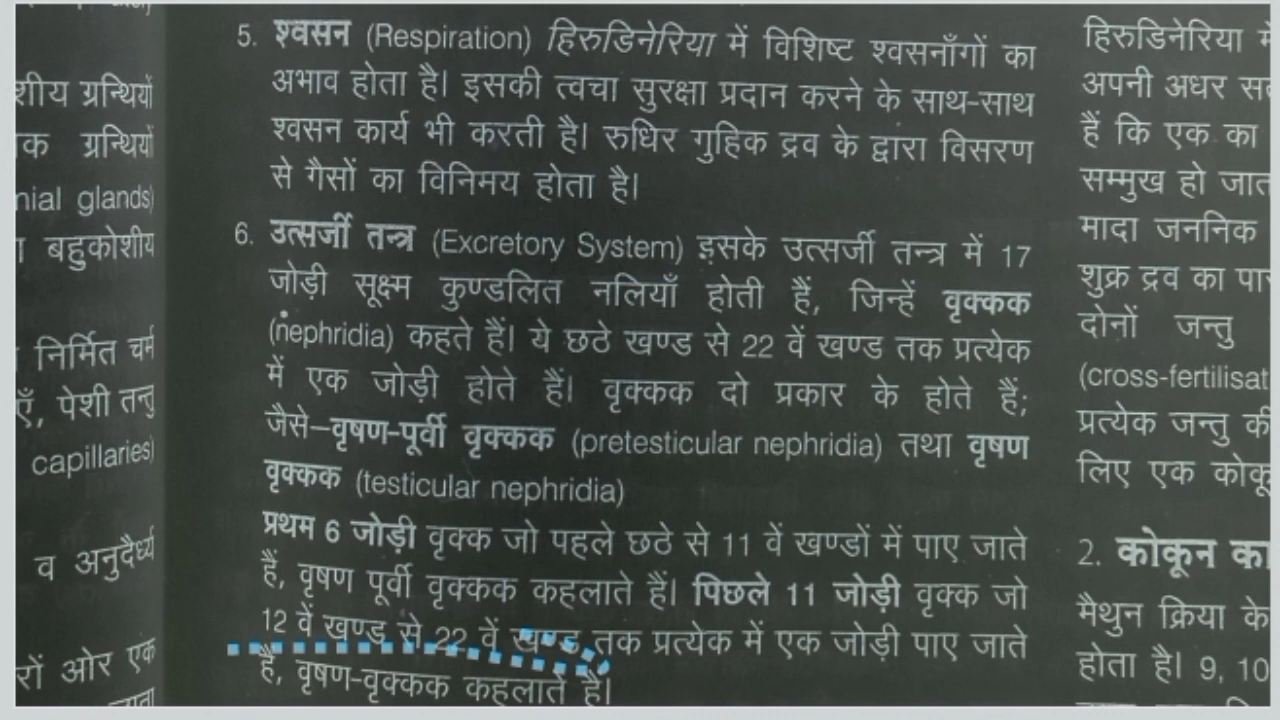 शीय ग्रन्थियों
क ग्रन्थियों
nial glands)
बहुकोशीय
निर्मित चर्म
एँ, पेशी तन्तु
capillaries)
व अनुदैर्ध्य
रों ओर एक
5. श्वसन (Respiration) हिरुडिनेरिया में विशिष्ट श्वसनाँगों का
अभाव होता है। इसकी त्वचा सुरक्षा प्रदान करने के साथ-साथ
श्वसन कार्य भी करती है। रुधिर गुहिक द्रव के द्वारा विसरण
से गैसों का विनिमय होता है।
6. उत्सर्जी तन्त्र (Excretory System) इसके उत्सर्जी तन्त्र में 17
जोड़ी सूक्ष्म कुण्डलित नलियाँ होती हैं, जिन्हें वृक्कक
(nephridia) कहते हैं। ये छठे खण्ड से 22 वें खण्ड तक प्रत्येक
में एक जोड़ी होते हैं। वृक्कक दो प्रकार के होते हैं;
जैसे–वृषण-पूर्वी वृक्कक (pretesticular nephridia) तथा वृषण
वृक्कक (testicular nephridia)
प्रथम 6 जोड़ी वृक्क जो पहले छठे से 11 वें खण्डों में पाए जाते
हैं, वृषण पूर्वी वृक्कक कहलाते हैं। पिछले 11 जोड़ी वृक्क जो
12 वें खण्ड से 22 वें खण्ड तक प्रत्येक में एक जोड़ी पाए जाते
हैं, वृषण-वृक्कक कहलाते हैं।
हिरुडिनेरिया में
अपनी अधर सत
हैं कि एक का
सम्मुख हो जात
मादा जननिक
शुक्र द्रव का पार
दोनों जन्तु
(cross-fertilisat
प्रत्येक जन्तु की
लिए एक कोकू
2. कोकून का
मैथुन क्रिया के
होता है। 9, 10